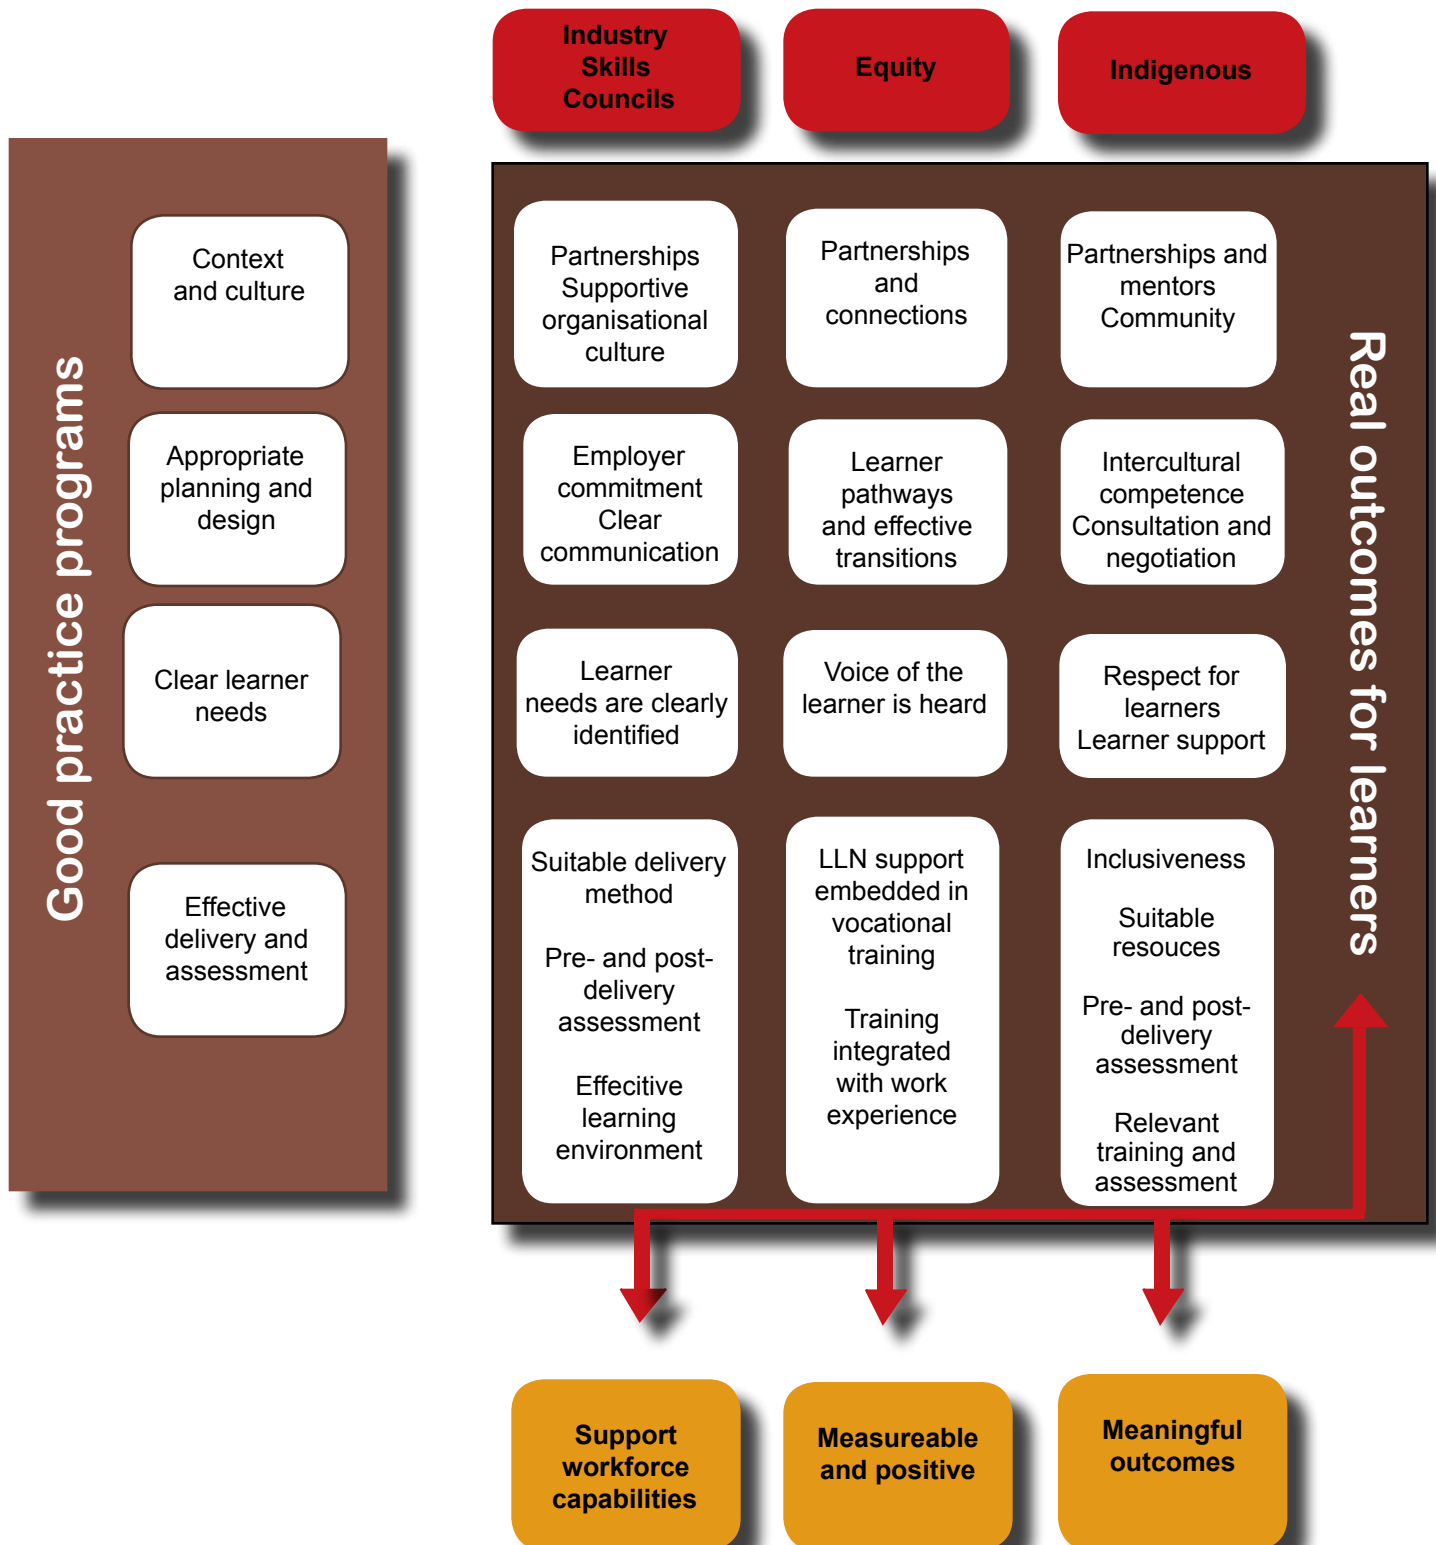 Industry
Skills
Councils
Equity
Indigenous
Good practice programs
Context
and culture
Appropriate
planning and
design
Clear learner
needs
Effective
delivery and
assessment
Partnerships
Supportive
organisational
culture
Partnerships
and
connections
Partnerships and
mentors
Community
Employer
commitment
Clear
communication
Learner
pathways
and effective
transitions
Intercultural
competence
Consultation and
negotiation
Learner
needs are clearly
identified
Voice of the
learner is heard
Respect for
learners
Learner support
Suitable delivery
method
Pre- and post-
delivery
assessment
Effecitive
learning
environment
LLN support
embedded in
vocational
training
Training
integrated
with work
experience
Inclusiveness
Suitable
resouces
Pre- and post-
delivery
assessment
Relevant
training and
assessment
Real outcomes for learners
Support
workforce
capabilities
Measureable
and positive
Meaningful
outcomes